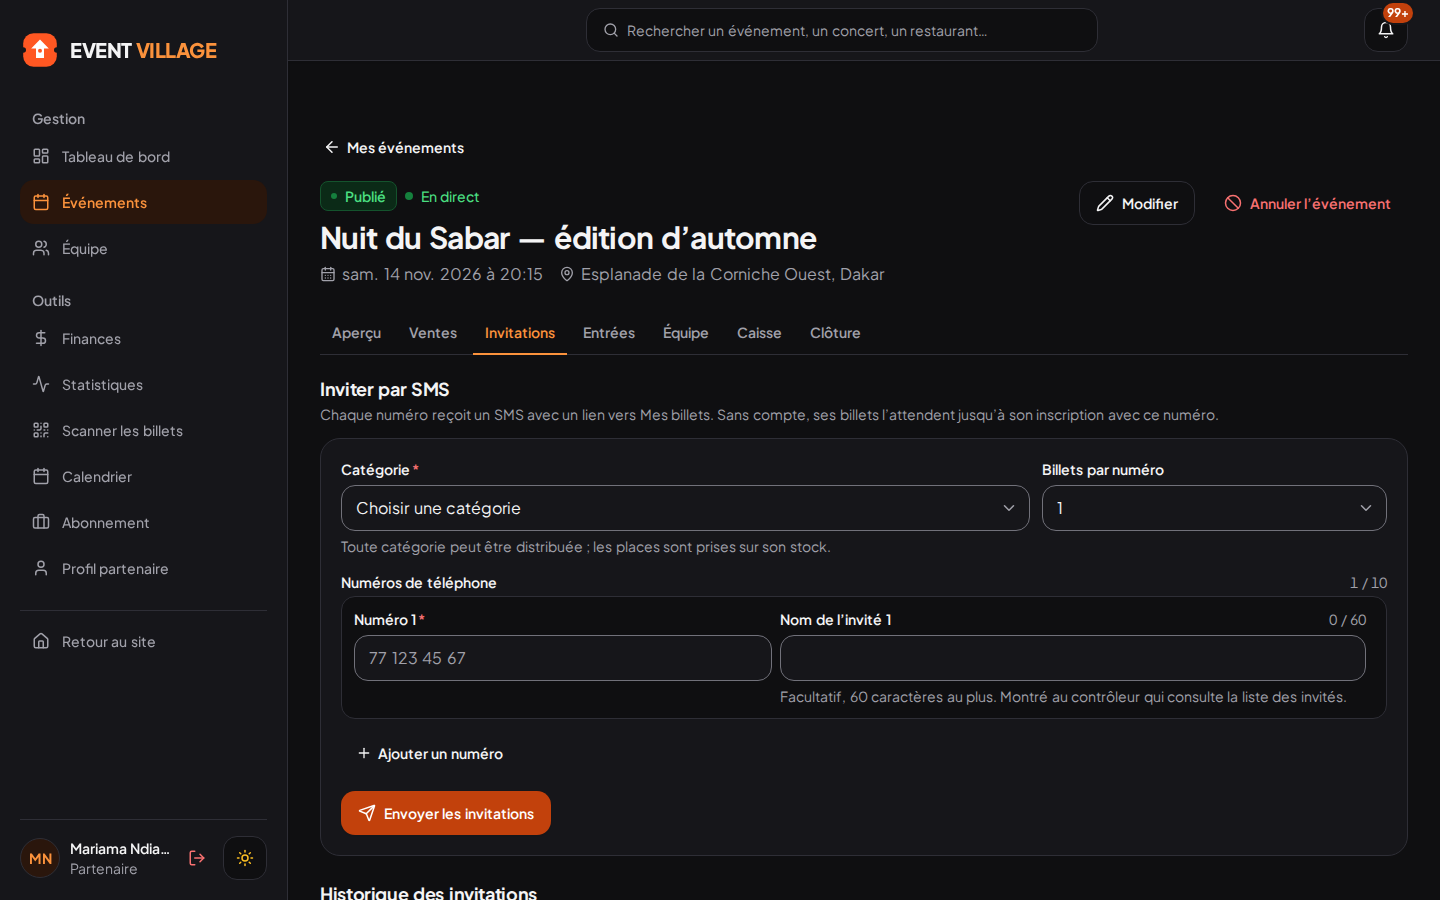 EVENT VILLAGE
Rechercher un événement, un concert, un restaurant…
99+
Gestion
Tableau de bord
Événements
Équipe
Outils
Finances
Statistiques
Scanner les billets
Calendrier
Abonnement
Profil partenaire
Retour au site
MN
Mariama Ndia…
Partenaire
Mes événements
Publié
En direct
Modifier
Annuler l’événement
Nuit du Sabar — édition d’automne
sam. 14 nov. 2026 à 20:15
Esplanade de la Corniche Ouest, Dakar
Aperçu
Ventes
Invitations
Entrées
Équipe
Caisse
Clôture
Inviter par SMS
Chaque numéro reçoit un SMS avec un lien vers Mes billets. Sans compte, ses billets l’attendent jusqu’à son inscription avec ce numéro.
Catégorie *
Billets par numéro
Choisir une catégorie
1
Toute catégorie peut être distribuée ; les places sont prises sur son stock.
Numéros de téléphone
1 / 10
Numéro 1 *
Nom de l’invité 1
0 / 60
77 123 45 67
Facultatif, 60 caractères au plus. Montré au contrôleur qui consulte la liste des invités.
Ajouter un numéro
Envoyer les invitations
Historique des invitations